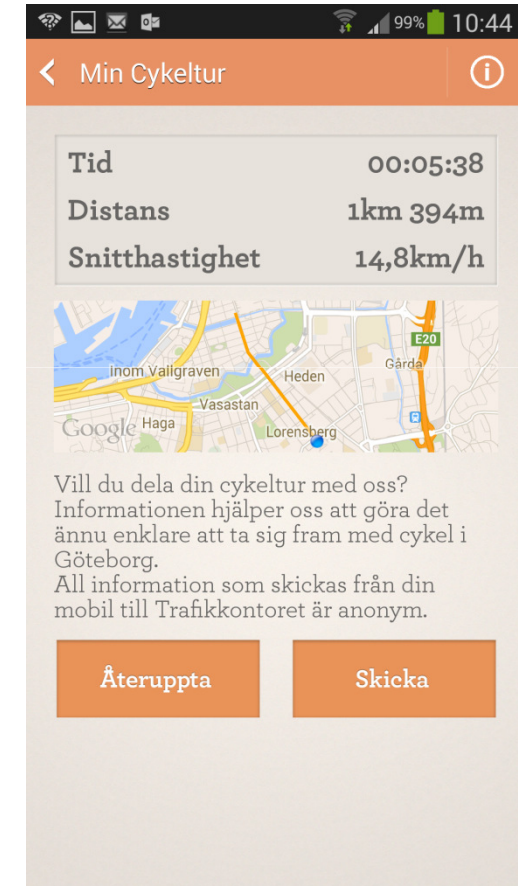 99% 10:44
Min Cykeltur
Tid 00:05:38
Distans 1km 394m
Snitthastighet 14,8km/h
E20
Inom Vallgraven
Heden
Gårda
Vasastan
Google
Haga
Lorensberg
Vill du dela din cykeltur med oss?
Informationen hjälper oss att göra det
ännu enklare att ta sig fram med cykel i
Göteborg.
All information som skickas från din
mobil till Trafikkontoret är anonym.
Återuppta
Skicka